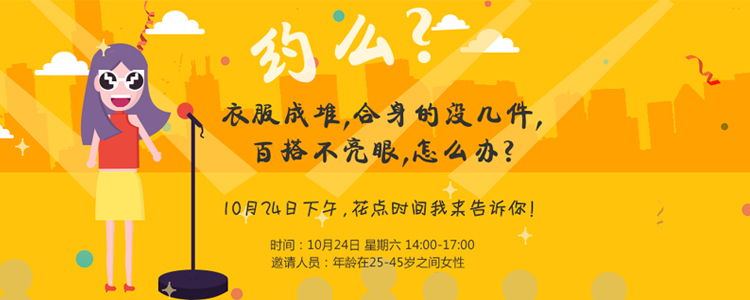 约么?
衣服成堆,合身的没几件,
百搭不亮眼,怎么办?
10月24日下午,花点时间我来告诉你!
时间：10月24日 星期六 14:00-17:00
邀请人员：年龄在25-45岁之间女性